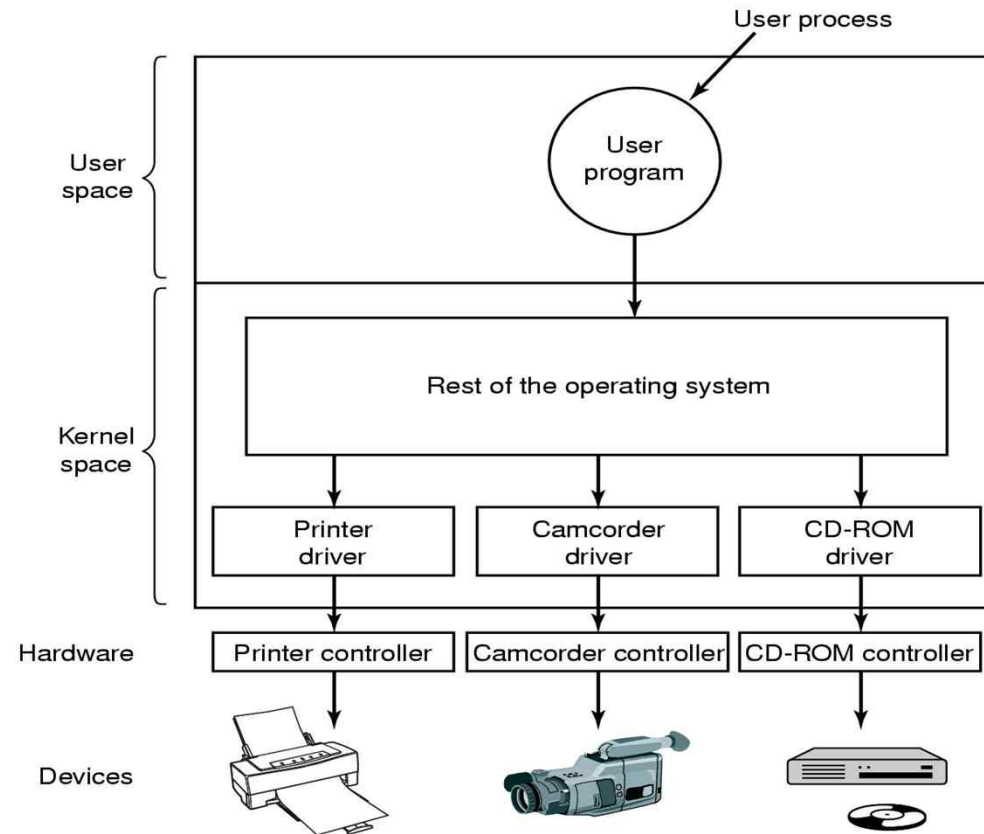 User process
User
space
User
program
Kernel
space
Rest of the operating system
Printer
driver
Camcorder
driver
CD-ROM
driver
Hardware
Printer controller
Camcorder controller
CD-ROM controller
Devices